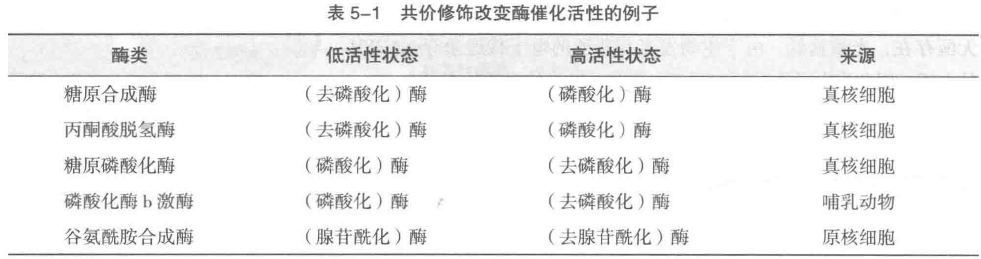 表 5-1 共价修饰改变酶催化活性的例子
酶类 低活性状态 高活性状态 来源
糖原合成酶 （去磷酸化）酶 （磷酸化）酶 真核细胞
丙酮酸脱氢酶 （去磷酸化）酶 （磷酸化）酶 真核细胞
糖原磷酸化酶 （磷酸化）酶 （去磷酸化）酶 真核细胞
磷酸化酶 b 激酶 （磷酸化）酶 （去磷酸化）酶 哺乳动物
谷氨酰胺合成酶 （腺苷酰化）酶 （去腺苷酰化）酶 原核细胞